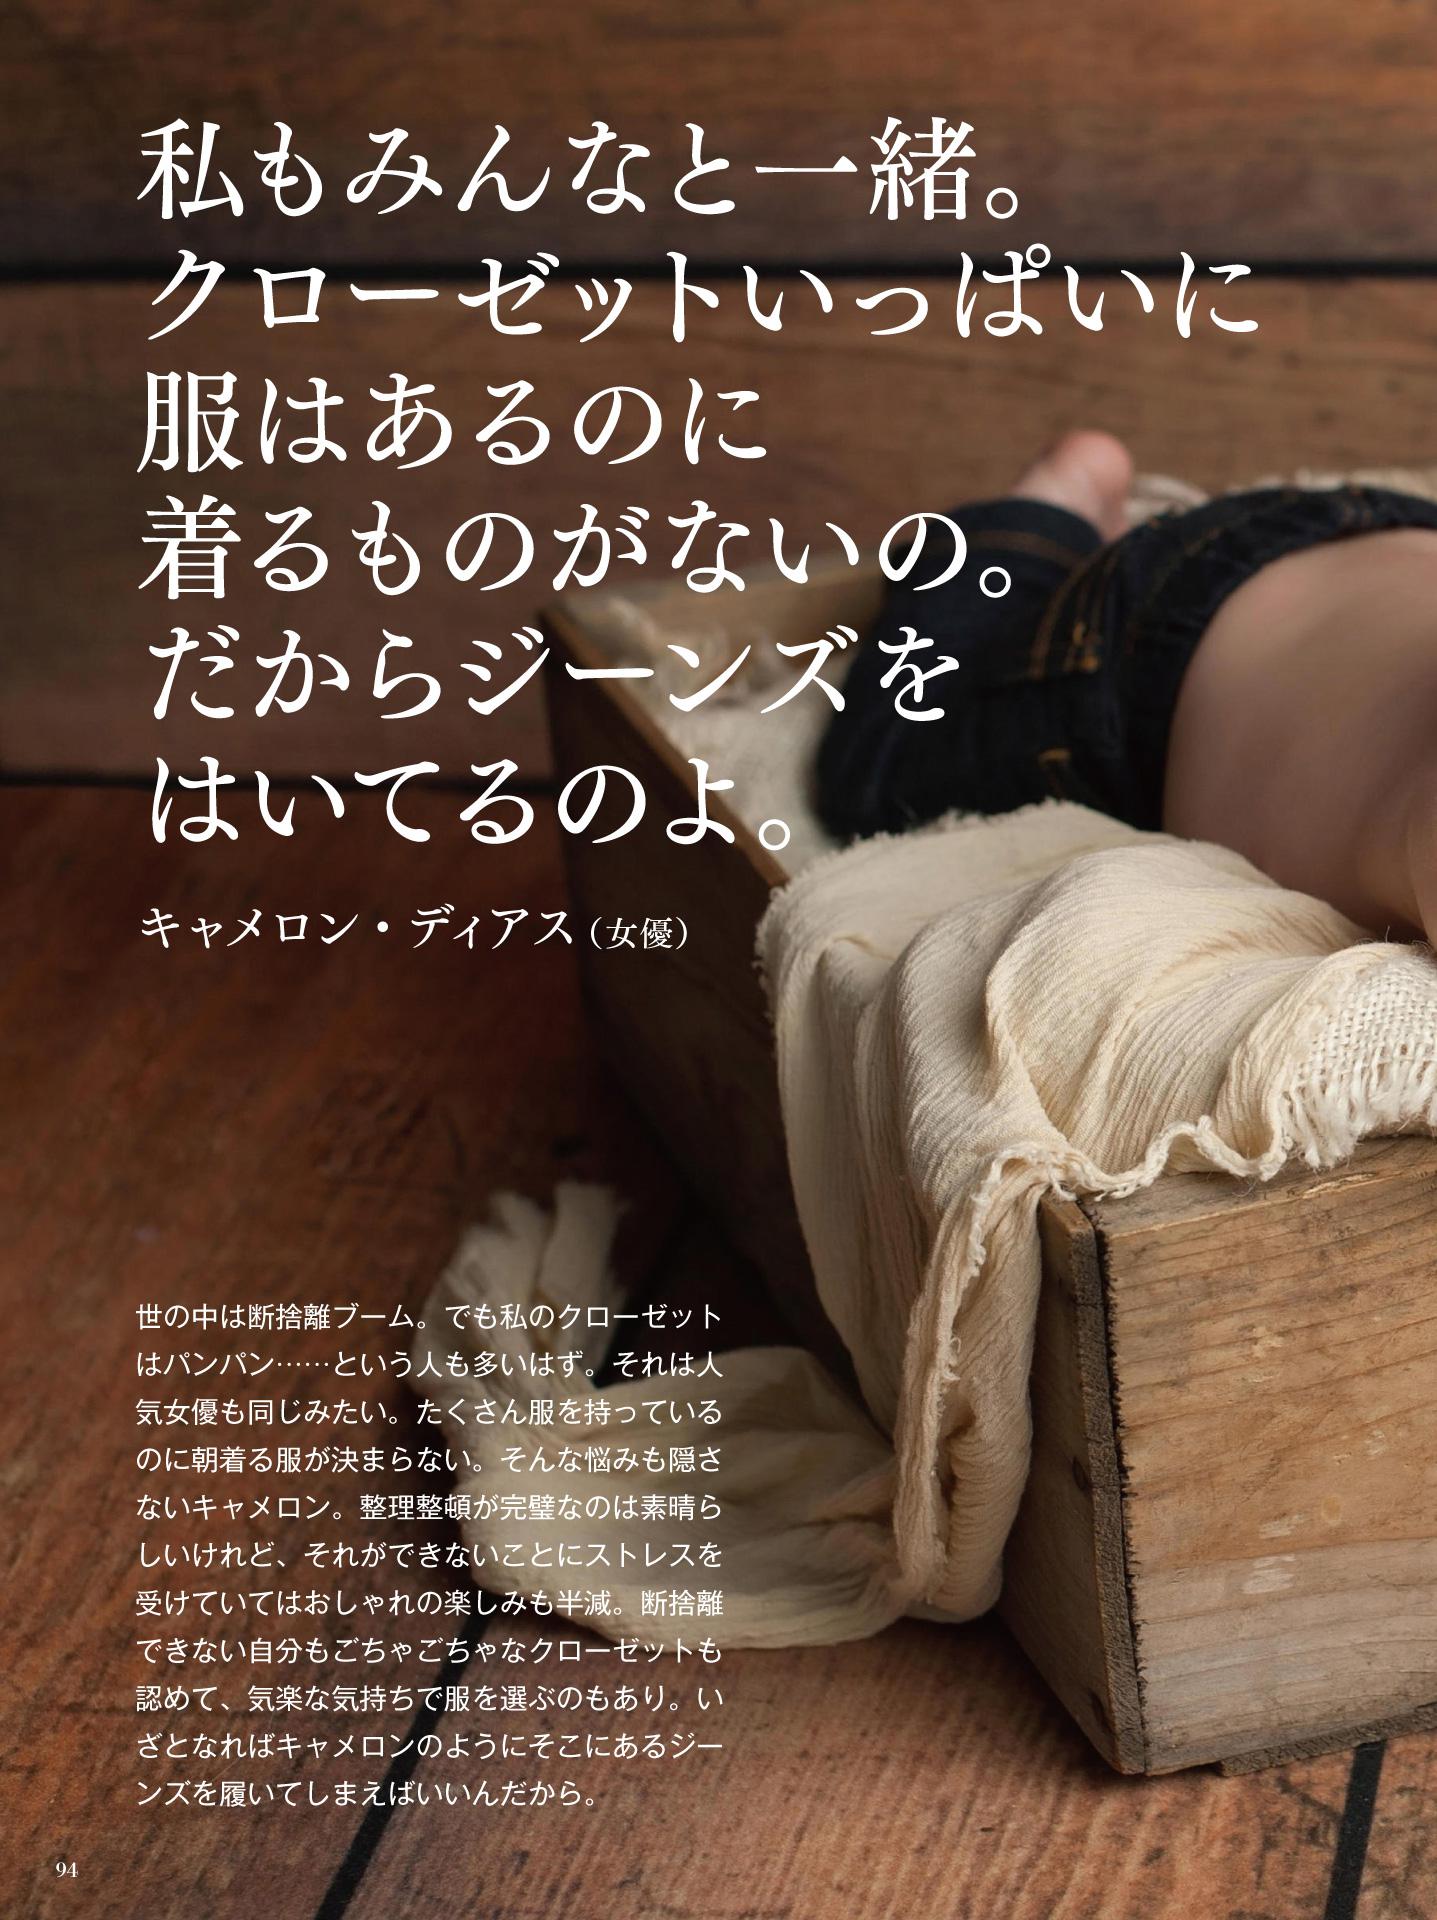 私もみんなと一緒。
クローゼットいっぱいに
服はあるのに
着るものがないの。
だからジーンズを
はいてるのよ。
キャメロン・ディアス（女優）
世の中は断捨離ブーム。でも私のクローゼット
はパンパン……という人も多いはず。それは人
気女優も同じみたい。たくさん服を持っている
のに朝着る服が決まらない。そんな悩みも隠さ
ないキャメロン。整理整頓が完璧なのは素晴ら
しいけれど、それができないことにストレスを
受けていてはおしゃれの楽しみも半減。断捨離
できない自分もごちゃごちゃなクローゼットも
認めて、気楽な気持ちで服を選ぶのもあり。い
ざとなればキャメロンのようにそこにあるジー
ンズを履いてしまえばいいんだから。
94